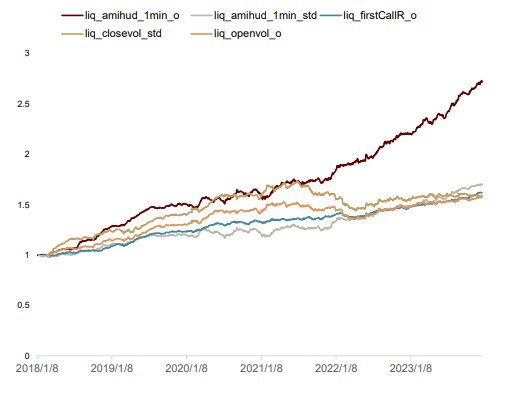 liq_amihud_1min_o liq_amihud_1min_std liq_firstCallR_o
liq_closevol_std liq_openvol_o
3
2.5
2
1.5
1
0.5
0
2018/1/8 2019/1/8 2020/1/8 2021/1/8 2022/1/8 2023/1/8